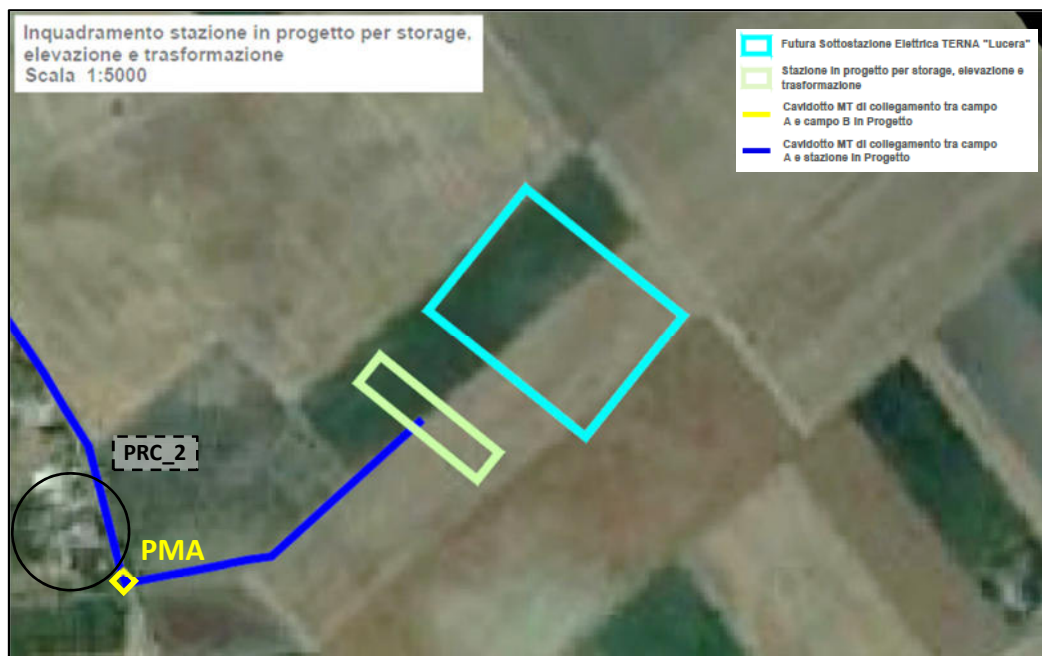 Inquadramento stazione in progetto per storage,
elevazione e trasformazione
Scala 1:5000
Futura Sottostazione Elettrica TERNA "Lucera"
Stazione in progetto per storage, elevazione e
trasformazione
Cavidotto MT di collegamento tra campo
A e campo B in Progetto
Cavidotto MT di collegamento tra campo
A e stazione in Progetto
PRC_2
PMA